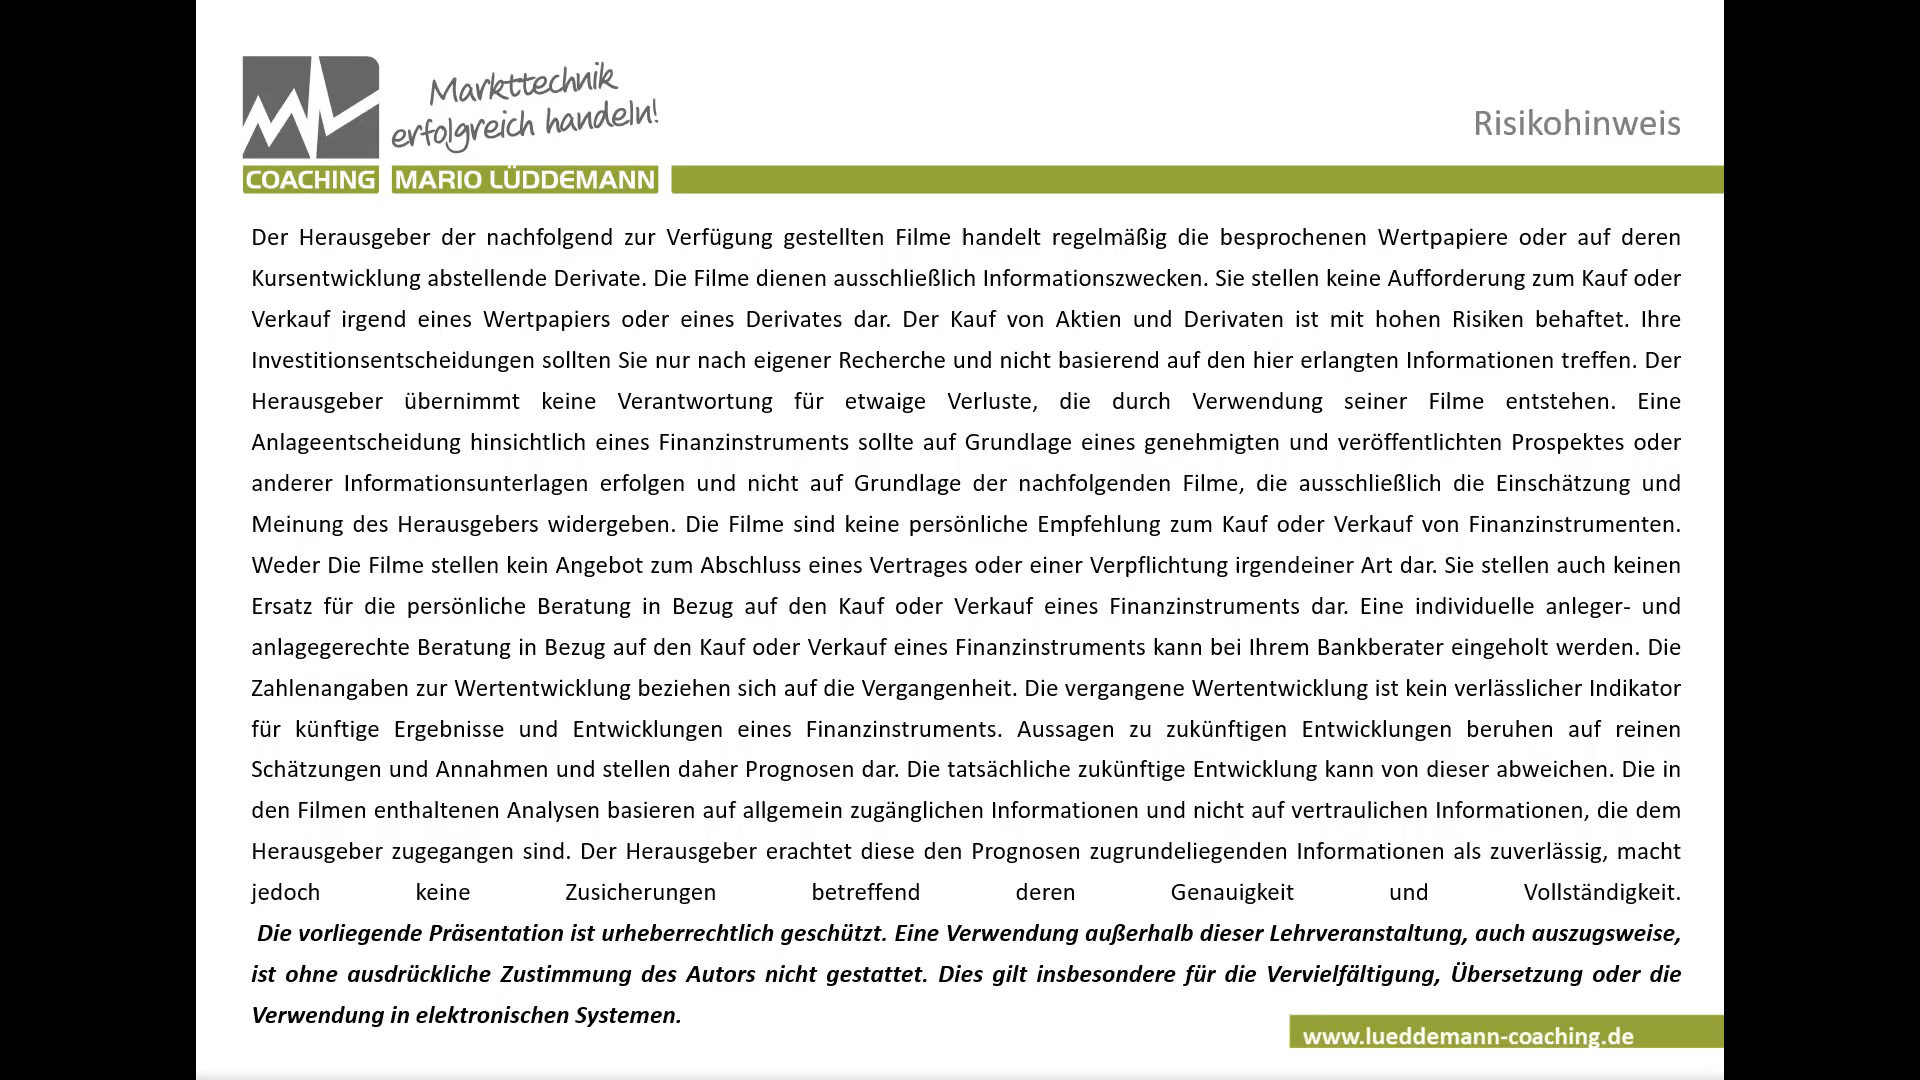 Markttechnik
erfolgreich handeln!
Risikohinweis
COACHING MARIO LÜDDEMANN
Der Herausgeber der nachfolgend zur Verfügung gestellten Filme handelt regelmäßig die besprochenen Wertpapiere oder auf deren
Kursentwicklung abstellende Derivate. Die Filme dienen ausschließlich Informationszwecken. Sie stellen keine Aufforderung zum Kauf oder
Verkauf irgend eines Wertpapiers oder eines Derivates dar. Der Kauf von Aktien und Derivaten ist mit hohen Risiken behaftet. Ihre
Investitionsentscheidungen sollten Sie nur nach eigener Recherche und nicht basierend auf den hier erlangten Informationen treffen. Der
Herausgeber übernimmt keine Verantwortung für etwaige Verluste, die durch Verwendung seiner Filme entstehen. Eine
Anlageentscheidung hinsichtlich eines Finanzinstruments sollte auf Grundlage eines genehmigten und veröffentlichten Prospektes oder
anderer Informationsunterlagen erfolgen und nicht auf Grundlage der nachfolgenden Filme, die ausschließlich die Einschätzung und
Meinung des Herausgebers widergeben. Die Filme sind keine persönliche Empfehlung zum Kauf oder Verkauf von Finanzinstrumenten.
Weder Die Filme stellen kein Angebot zum Abschluss eines Vertrages oder einer Verpflichtung irgendeiner Art dar. Sie stellen auch keinen
Ersatz für die persönliche Beratung in Bezug auf den Kauf oder Verkauf eines Finanzinstruments dar. Eine individuelle anleger- und
anlagegerechte Beratung in Bezug auf den Kauf oder Verkauf eines Finanzinstruments kann bei Ihrem Bankberater eingeholt werden. Die
Zahlenangaben zur Wertentwicklung beziehen sich auf die Vergangenheit. Die vergangene Wertentwicklung ist kein verlässlicher Indikator
für künftige Ergebnisse und Entwicklungen eines Finanzinstruments. Aussagen zu zukünftigen Entwicklungen beruhen auf reinen
Schätzungen und Annahmen und stellen daher Prognosen dar. Die tatsächliche zukünftige Entwicklung kann von dieser abweichen. Die in
den Filmen enthaltenen Analysen basieren auf allgemein zugänglichen Informationen und nicht auf vertraulichen Informationen, die dem
Herausgeber zugegangen sind. Der Herausgeber erachtet diese den Prognosen zugrundeliegenden Informationen als zuverlässig, macht
jedoch keine Zusicherungen betreffend deren Genauigkeit und Vollständigkeit.
Die vorliegende Präsentation ist urheberrechtlich geschützt. Eine Verwendung außerhalb dieser Lehrveranstaltung, auch auszugsweise,
ist ohne ausdrückliche Zustimmung des Autors nicht gestattet. Dies gilt insbesondere für die Vervielfältigung, Übersetzung oder die
Verwendung in elektronischen Systemen.
www.lueddemann-coaching.de